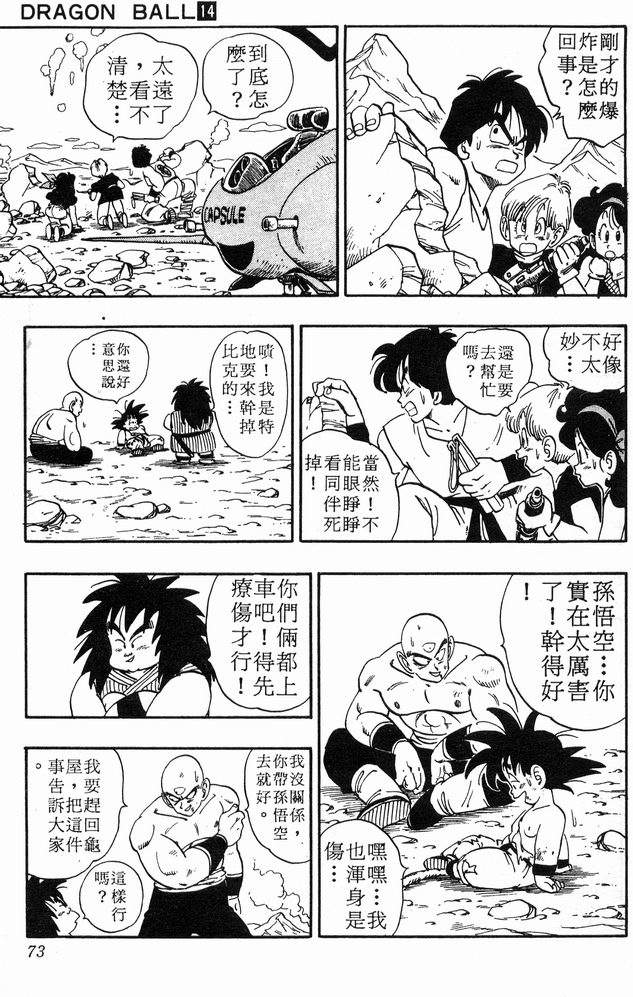 DRAGON BALL 14
剛才的爆
炸是怎麼
回事?
到底怎
麼了?
太遠了
,看不
清楚…
CAPSULE
好像
不太
妙…
還是要
去幫忙
嗎?
當然!不
能眼睜睜
看同伴死
掉!
嘖!我是特
地要來幹掉
比克的…
你還好
意思說
…
孫悟空…你
實在太厲害
了!幹得好
!
嘿嘿…我
也渾身是
傷…
你們倆都上
車吧!得先
療傷才行!
我沒關係,
你帶孫悟空
去就好。
我要趕回龜
屋,把這件
事告訴大家
。
這樣行
嗎?
73